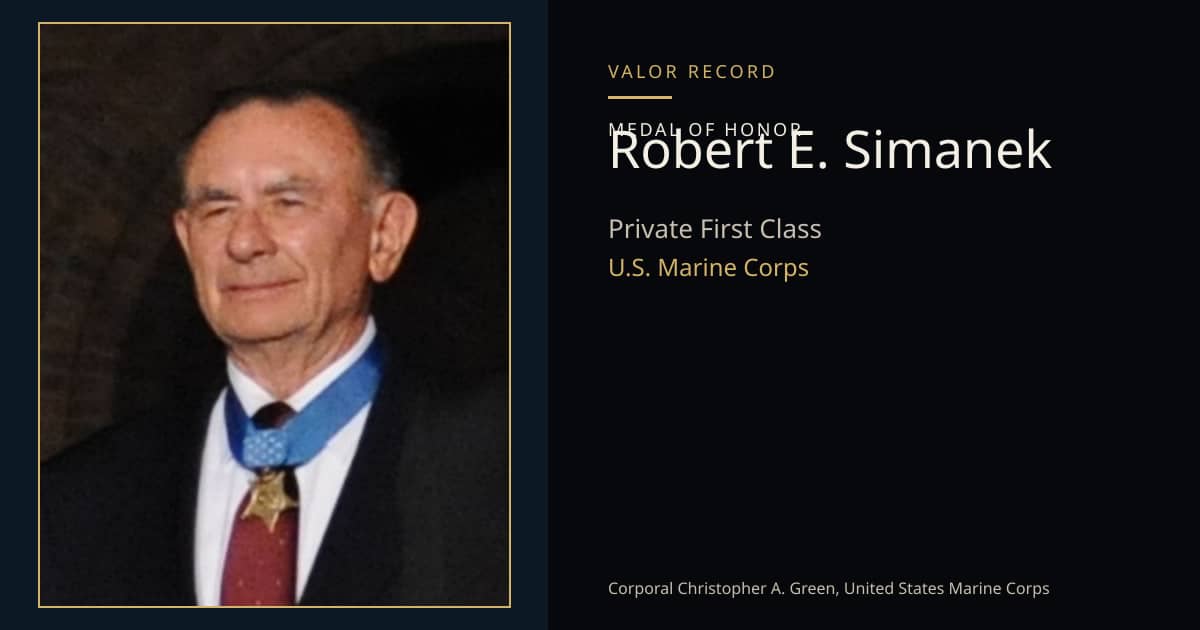 VALOR RECORD
MEDAL OF HONOR
Robert E. Simanek
Private First Class
U.S. Marine Corps
Corporal Christopher A. Green, United States Marine Corps